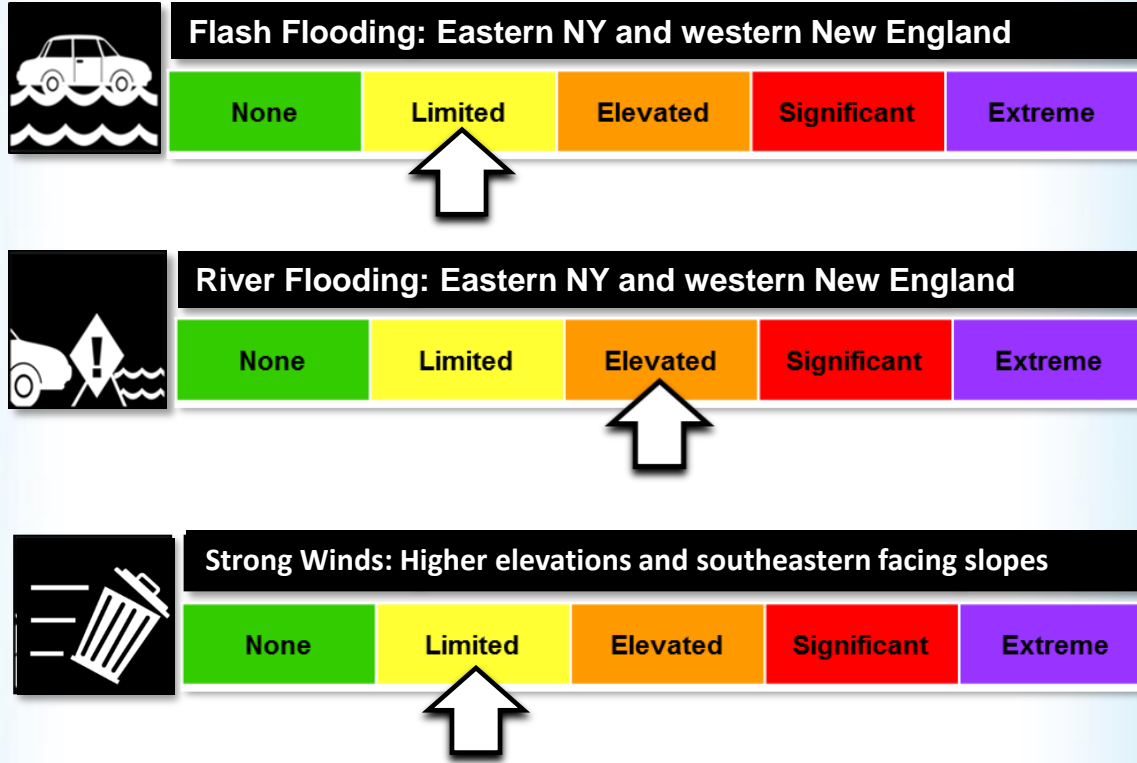 Flash Flooding: Eastern NY and western New England
None Limited Elevated Significant Extreme
River Flooding: Eastern NY and western New England
! None Limited Elevated Significant Extreme
Strong Winds: Higher elevations and southeastern facing slopes
None Limited Elevated Significant Extreme